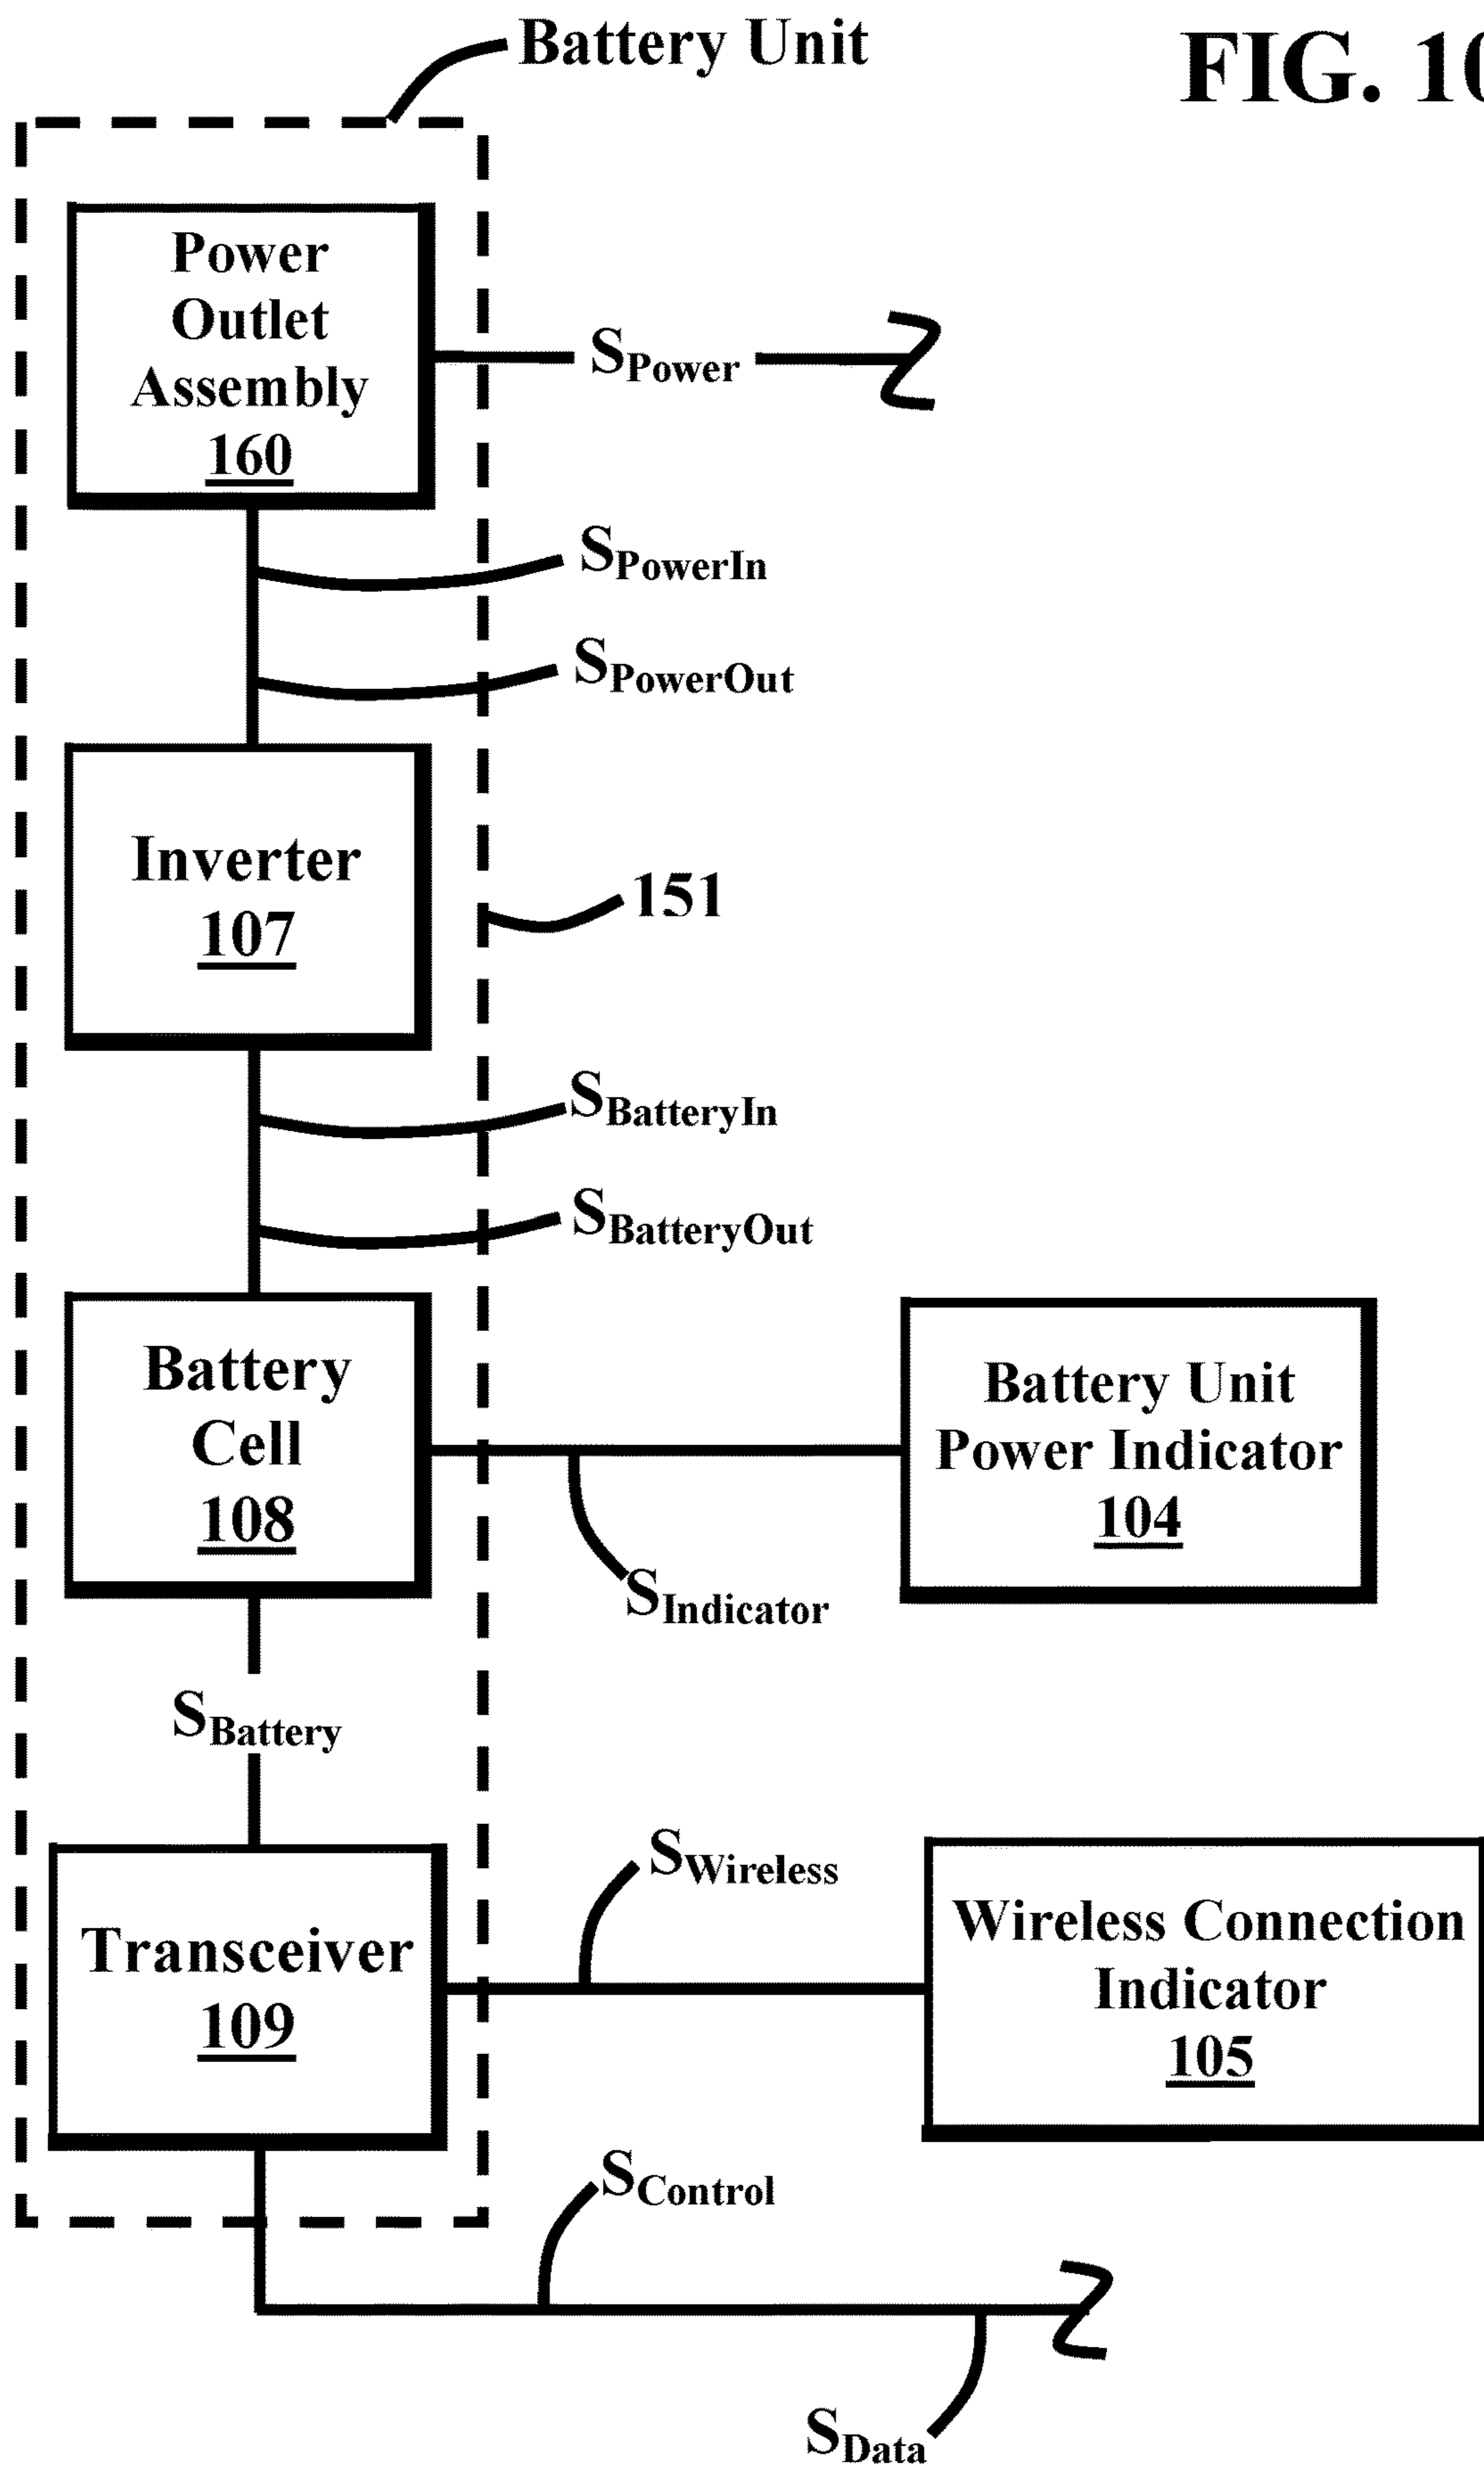 Battery Unit
FIG. 10
Power
Outlet
Assembly
160
SPower
SPowerIn
SPowerOut
Inverter
107
151
SBatteryIn
SBatteryOut
Battery
Cell
108
Battery Unit
Power Indicator
104
SIndicator
SBattery
SWireless
Transceiver
109
Wireless Connection
Indicator
105
SControl
SData